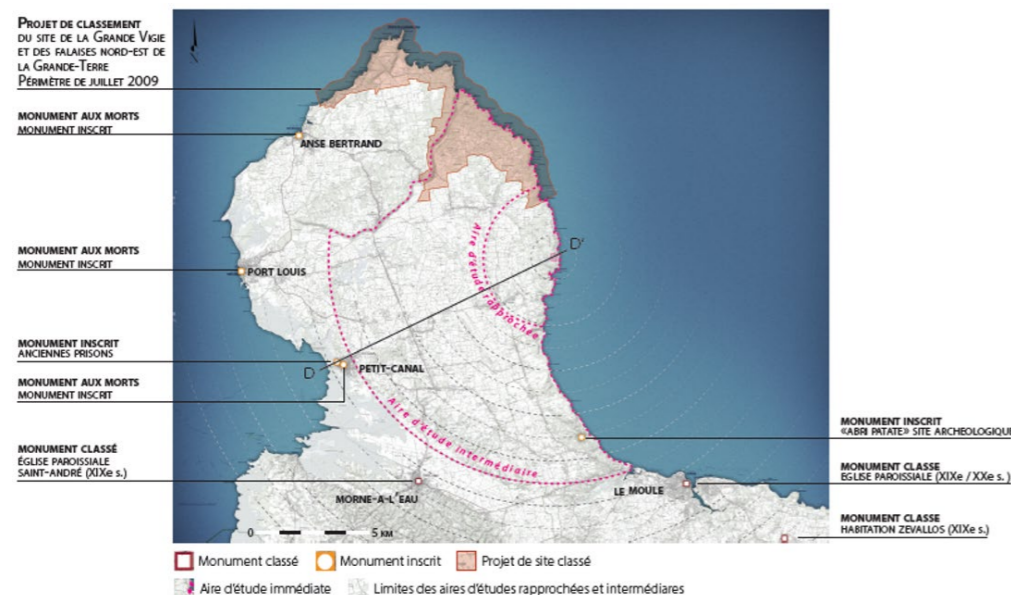 PROJET DE CLASSEMENT
DU SITE DE LA GRANDE VIGIE
ET DES FALAISES NORD-EST DE
LA GRANDE-TERRE
PÉRIMÈTRE DE JUILLET 2009
MONUMENT AUX MORTS
MONUMENT INSCRIT
ANSE BERTRAND
MONUMENT AUX MORTS
MONUMENT INSCRIT
PORT LOUIS
Aire d'étude rapprochée
D'
MONUMENT INSCRIT
ANCIENNES PRISONS
D
PETIT-CANAL
MONUMENT AUX MORTS
MONUMENT INSCRIT
Aire d'étude intermédiaire
MONUMENT INSCRIT
«ABRI PATATE» SITE ARCHEOLOGIQU
MONUMENT CLASSÉ
ÉGLISE PAROISSIALE
SAINT-ANDRÉ (XIXe s.)
MORNE-A-L'EAU
LE MOULE
MONUMENT CLASSE
EGLISE PAROISSIALE (XIXe / XXe s.)
MONUMENT CLASSE
HABITATION ZEVALLOS (XIXe s.)
0 5 KM
Monument classé Monument inscrit Projet de site classé
Aire d'étude immédiate Limites des aires d'études rapprochées et intermédiares